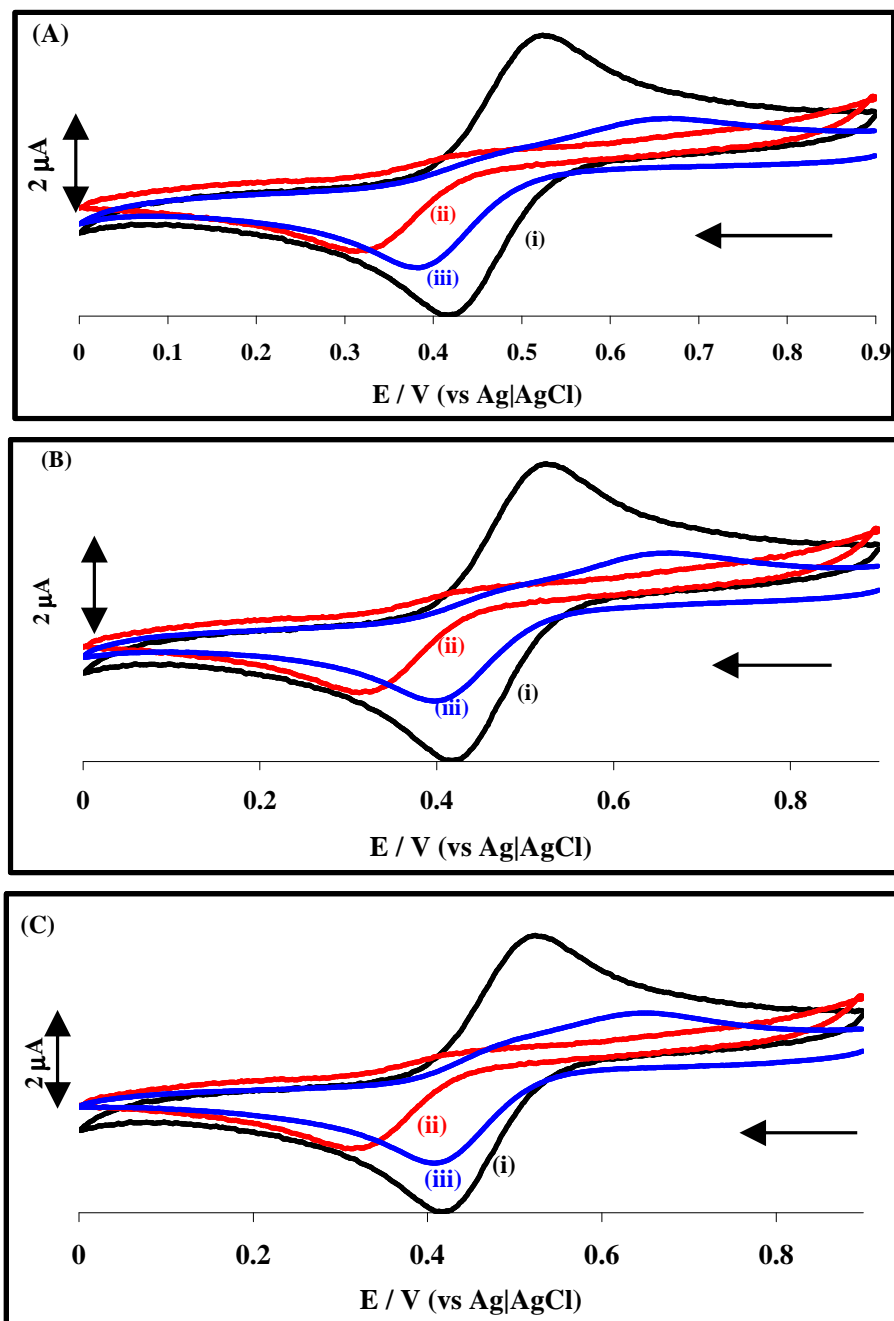 (A)
2 µA
(ii)
(iii)
(i)
0 0.1 0.2 0.3 0.4 0.5 0.6 0.7 0.8 0.9
E / V (vs Ag|AgCl)
(B)
2 µA
(ii)
(iii)
(i)
0 0.2 0.4 0.6 0.8
E / V (vs Ag|AgCl)
(C)
2 µA
(ii)
(iii)
(i)
0 0.2 0.4 0.6 0.8
E / V (vs Ag|AgCl)